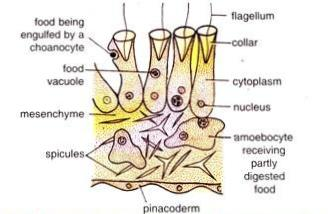 food being
engulfed by a
choanocyte
food
vacuole
mesenchyme
spicules
flagellum
collar
cytoplasm
nucleus
amoebocyte
receiving
partly
digested
food
pinacoderm